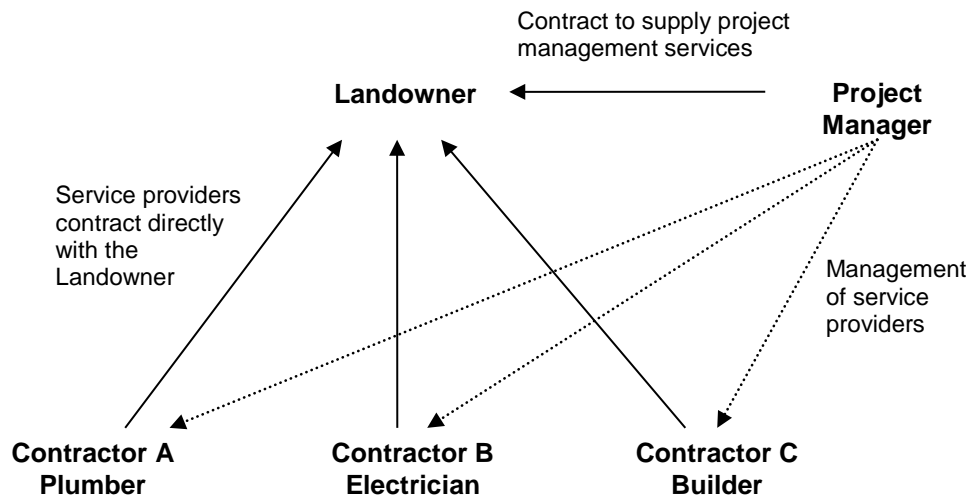 Contract to supply project
management services
Landowner
Project
Manager
Service providers
contract directly
with the
Landowner
Management
of service
providers
Contractor A
Plumber
Contractor B
Electrician
Contractor C
Builder